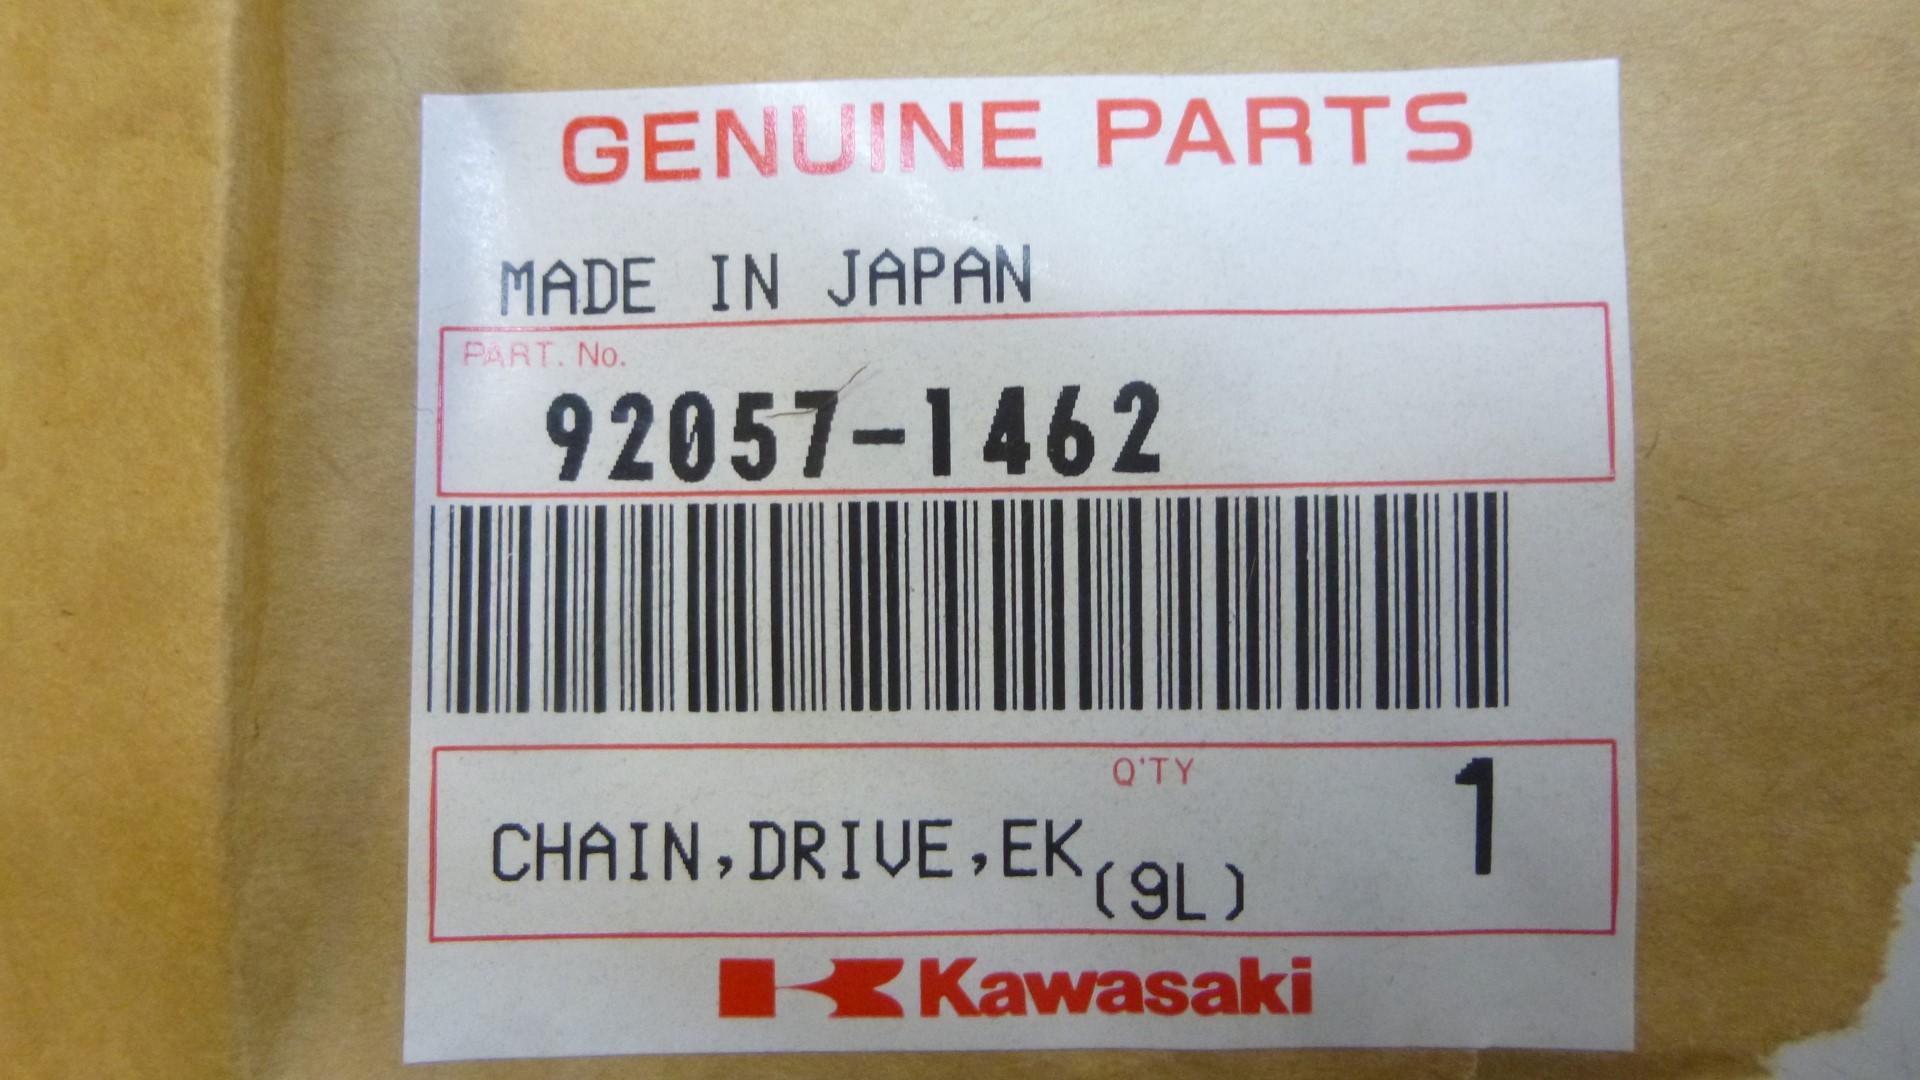 GENUINE PARTS
MADE IN JAPAN
PART. No.
92057-1462
Q'TY
1
CHAIN,DRIVE,EK(9L)
Kawasaki